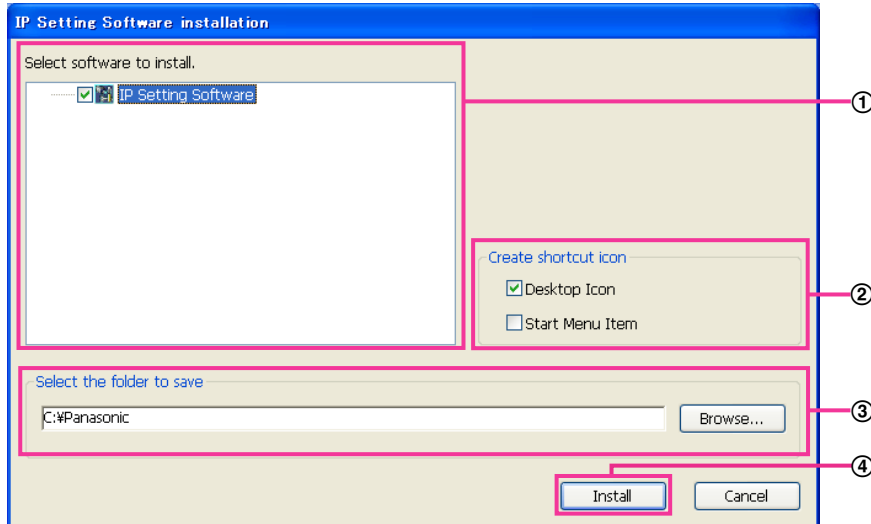 IP Setting Software installation
Select software to install.
IP Setting Software
①
Create shortcut icon
Desktop Icon
②
Start Menu Item
Select the folder to save
C:¥Panasonic
Browse...
③
④
Install
Cancel